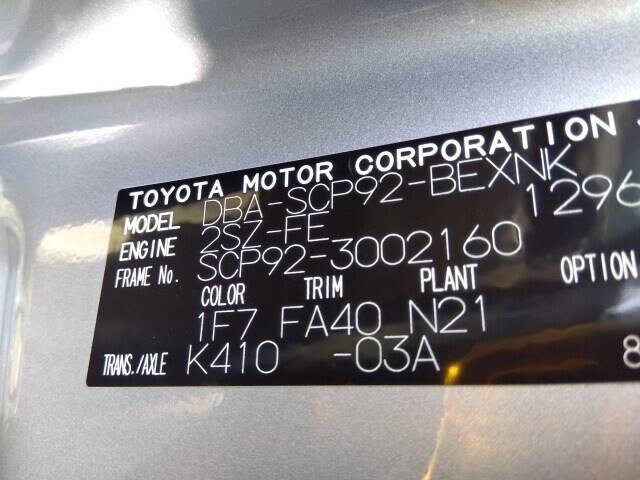 TOYOTA MOTOR CORPORATION
MODEL DBA-SCP92-BEXNK
ENGINE 2SZ-FE 1296
FRAME No. SCP92-3002160
COLOR TRIM PLANT OPTION
1F7 FA40 N21
TRANS./AXLE K410 -03A 8